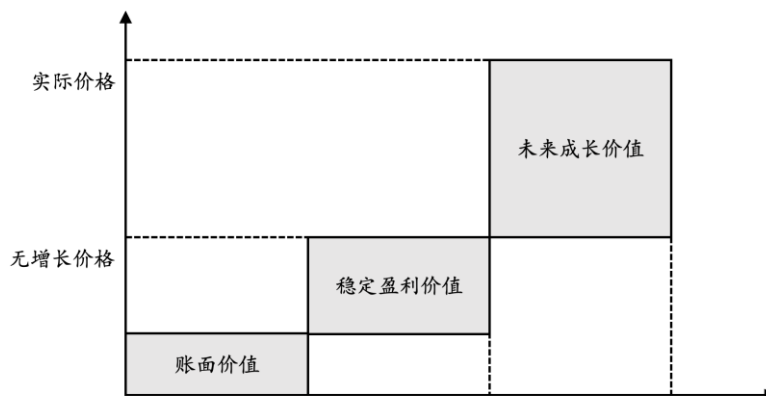 实际价格
未来成长价值
无增长价格
稳定盈利价值
账面价值